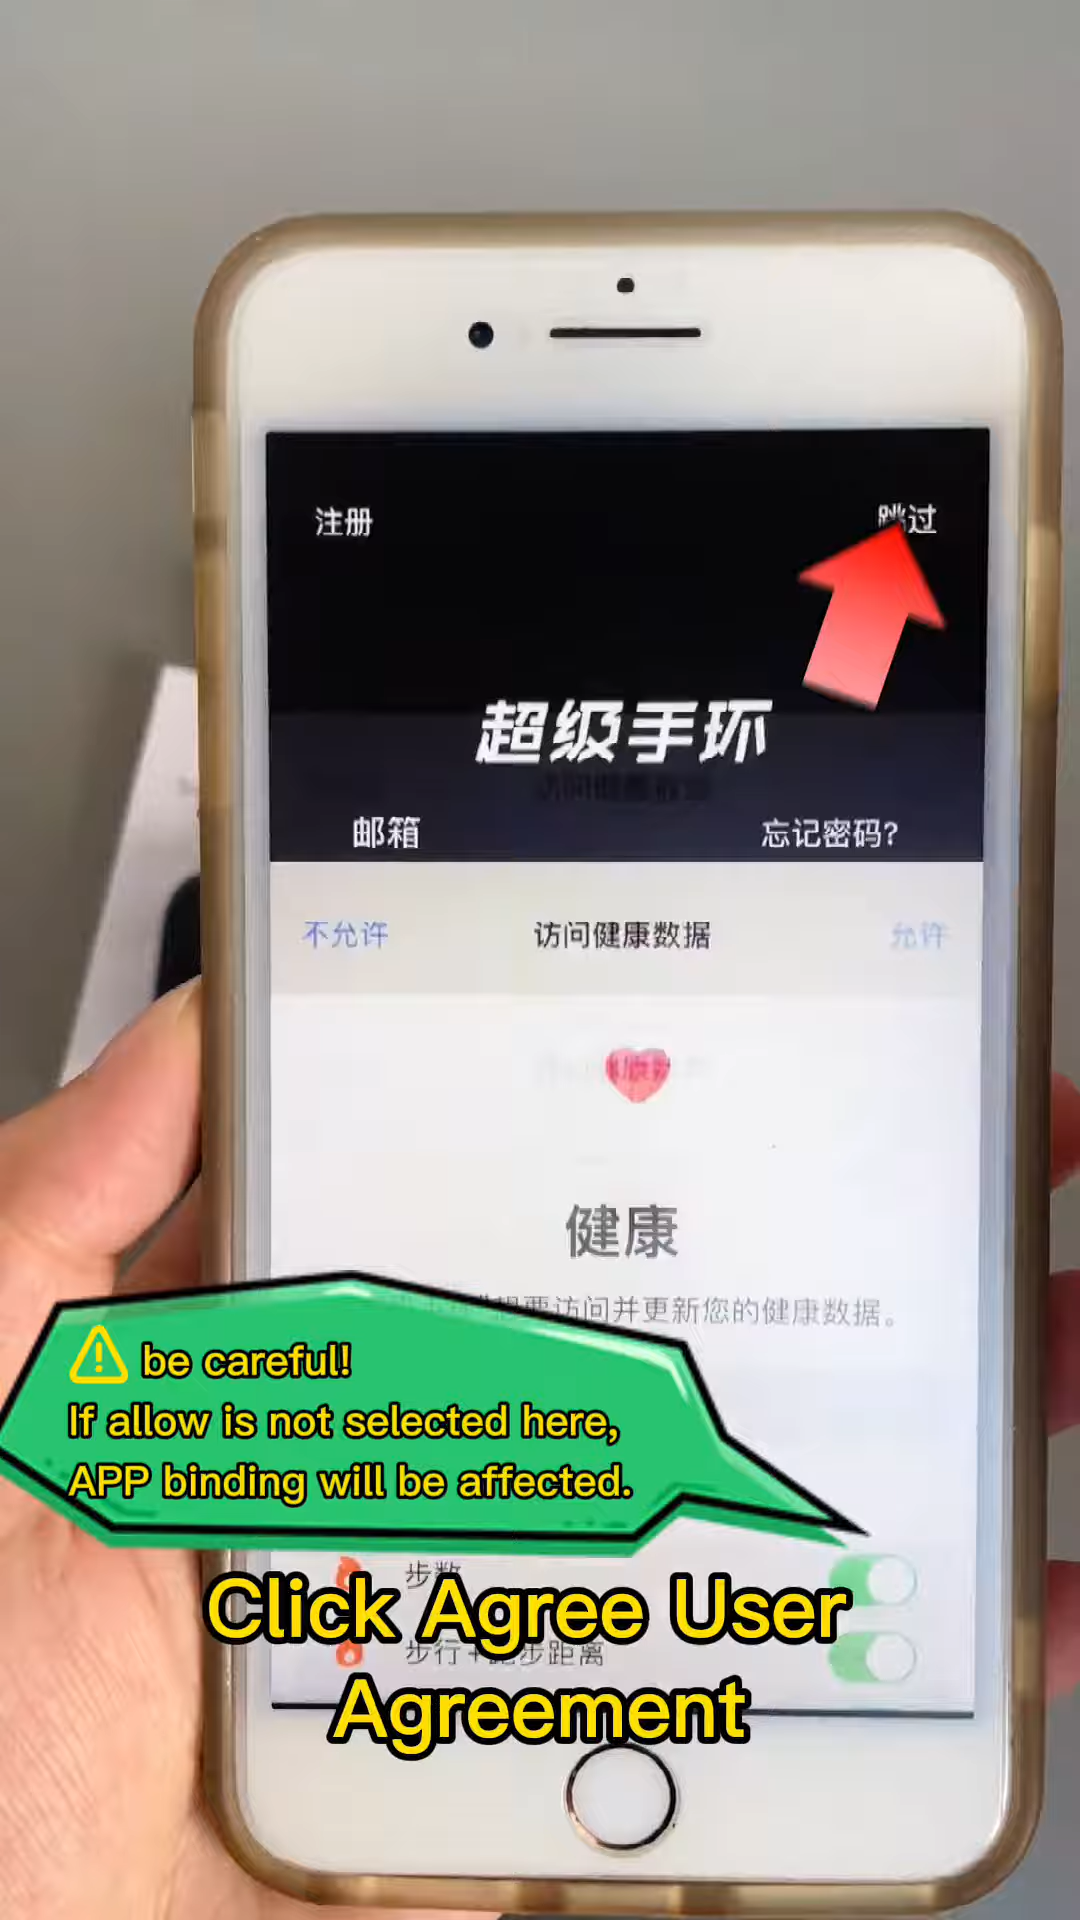 注册
跳过
超级手环
邮箱
忘记密码?
不允许
访问健康数据
允许
健康
想要访问并更新您的健康数据。
be careful!
If allow is not selected here,
APP binding will be affected.
步数
步行+跑步距离
Click Agree User
Agreement